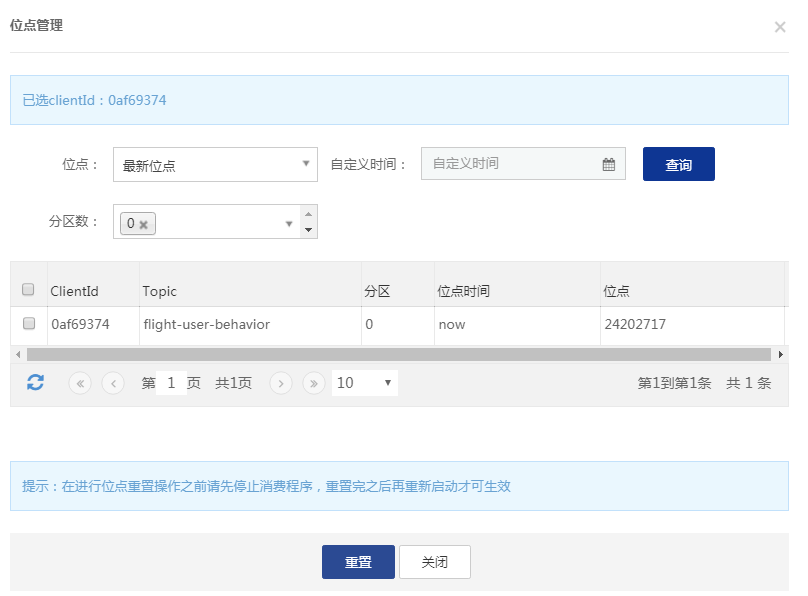 位点管理 ×
已选clientId：0af69374
位点： 最新位点 自定义时间： 自定义时间 查询
分区数： 0 ×
ClientId Topic 分区 位点时间 位点
0af69374 flight-user-behavior 0 now 24202717
« ‹ 第 1 页 共1页 › » 10 第1到第1条 共 1 条
提示：在进行位点重置操作之前请先停止消费程序，重置完之后再重新启动才可生效
重置 关闭